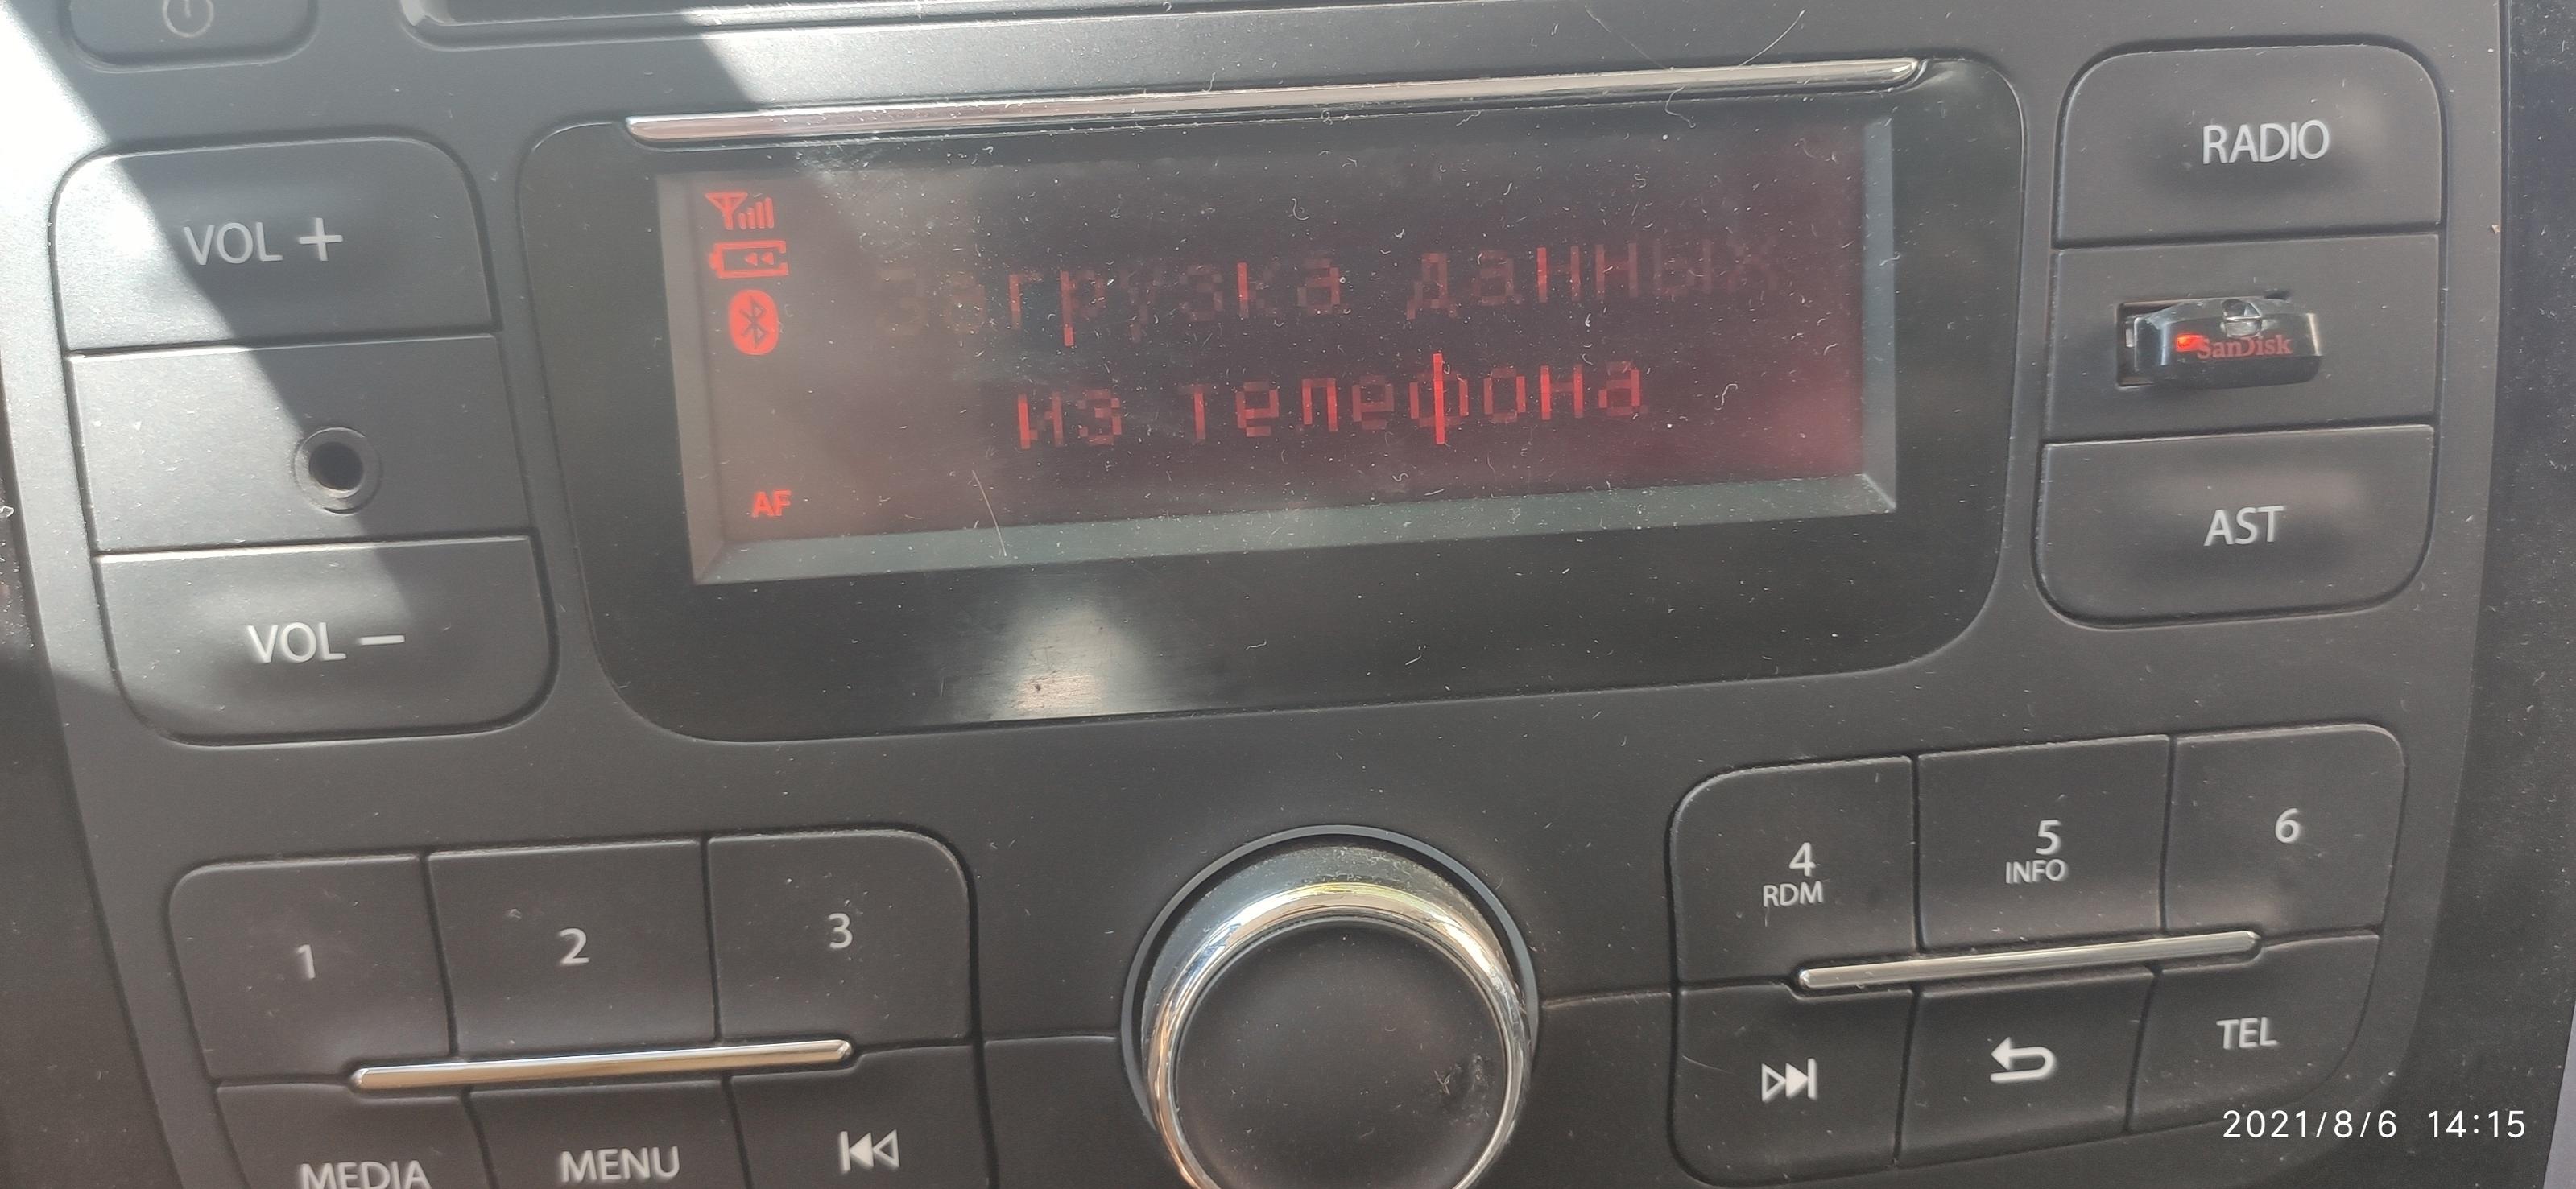 VOL +
VOL −
загрузка данных
из телефона
AF
RADIO
SanDisk
AST
1
2
3
4
RDM
5
INFO
6
MEDIA
MENU
TEL
2021/8/6 14:15